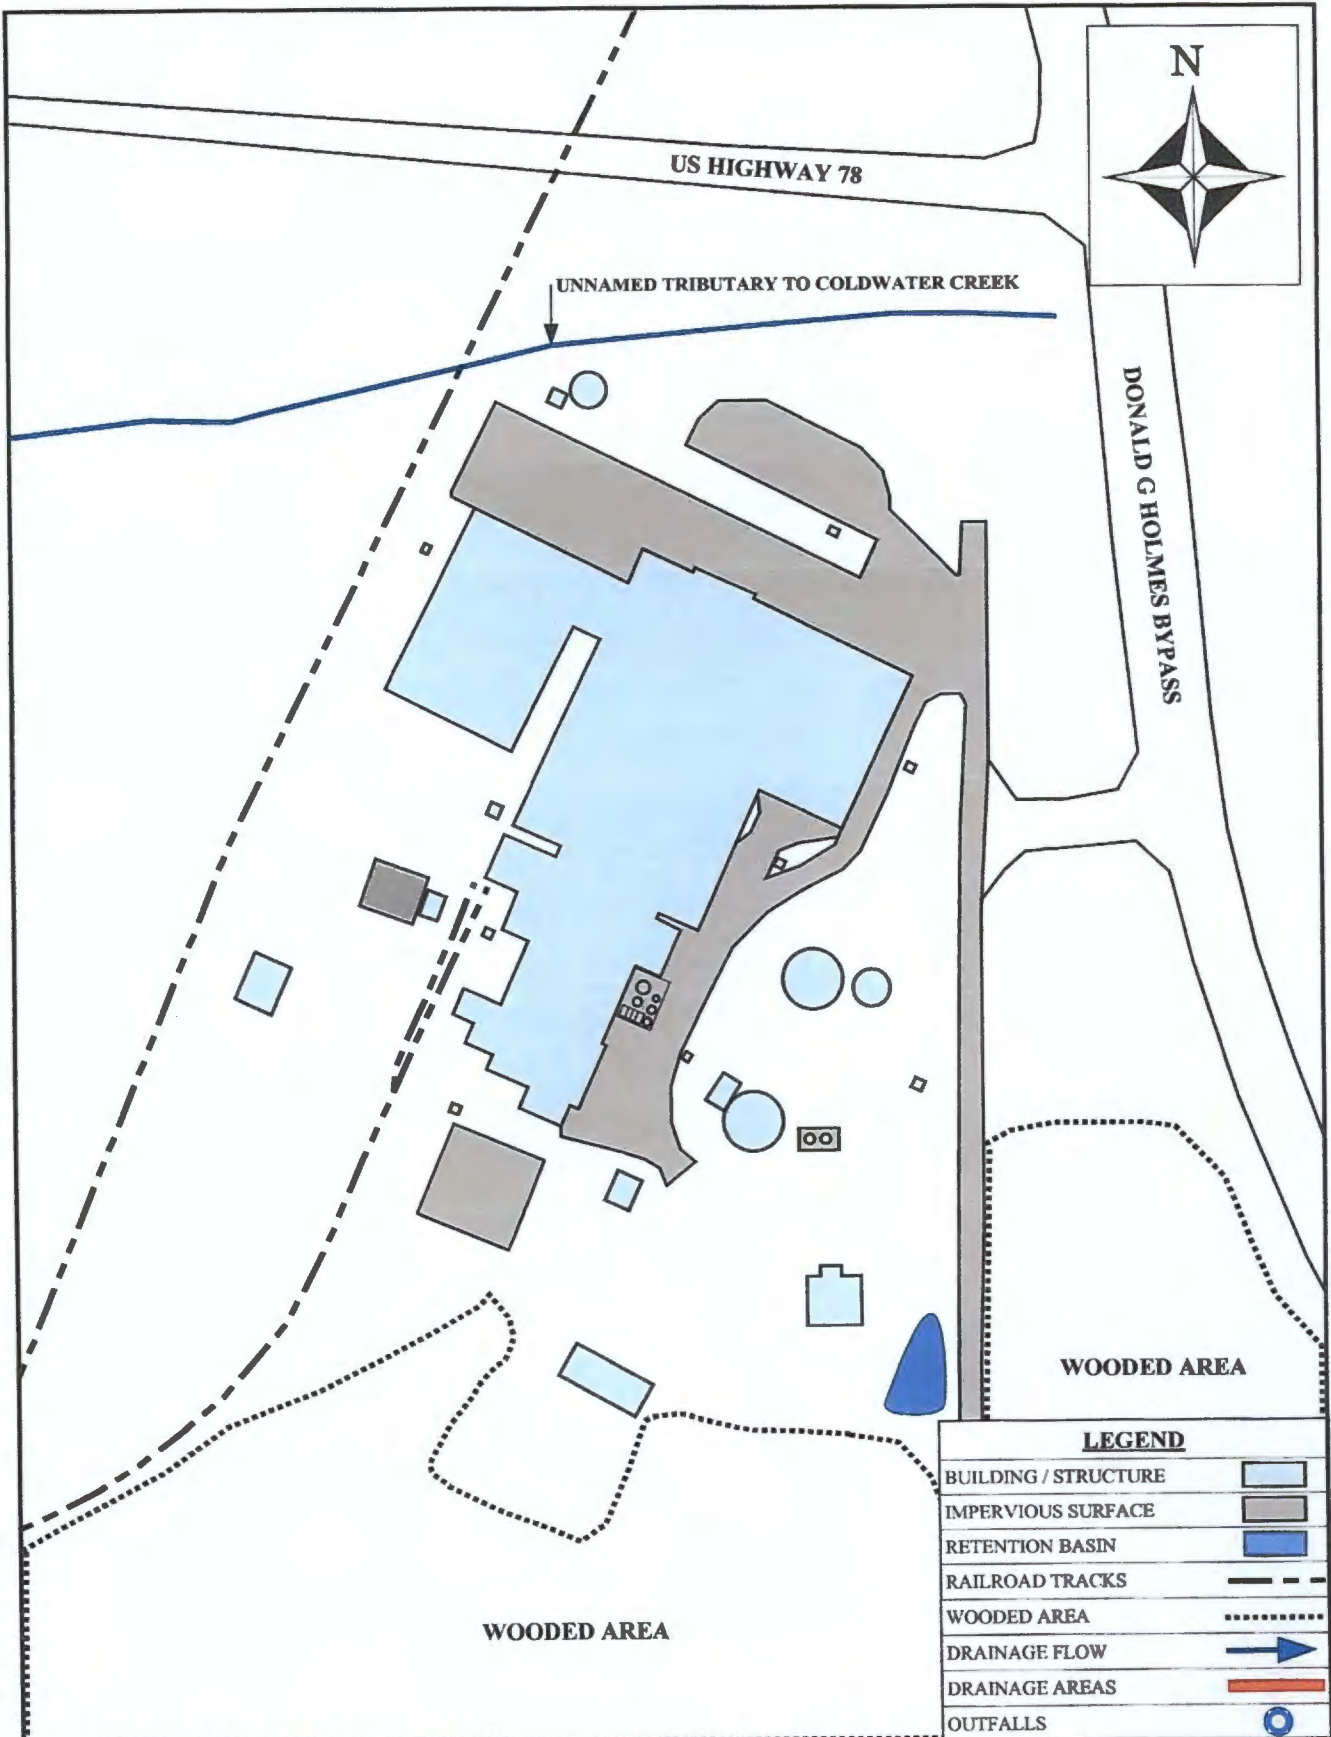 N
US HIGHWAY 78
UNNAMED TRIBUTARY TO COLDWATER CREEK
DONALD G HOLMES BYPASS
WOODED AREA
WOODED AREA
LEGEND
BUILDING / STRUCTURE
IMPERVIOUS SURFACE
RETENTION BASIN
RAILROAD TRACKS
WOODED AREA
DRAINAGE FLOW
DRAINAGE AREAS
OUTFALLS